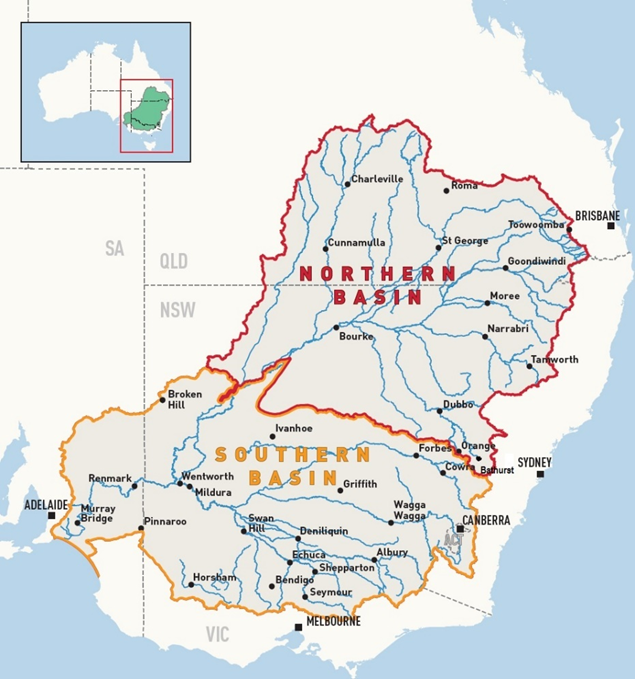 Charleville
Roma
BRISBANE
Toowoomba
Cunnamulla
St George
SA
QLD
Goondiwindi
NORTHERN
BASIN
Moree
NSW
Narrabri
Bourke
Tamworth
Broken
Hill
Dubbo
Ivanhoe
Orange
Forbes
SOUTHERN
BASIN
Cowra
Bathurst
SYDNEY
Renmark
Wentworth
Mildura
Griffith
ADELAIDE
Murray
Bridge
Pinnaroo
Wagga
Wagga
Swan
Hill
CANBERRA
ACT
Deniliquin
Echuca
Albury
Shepparton
Horsham
Bendigo
Seymour
MELBOURNE
VIC